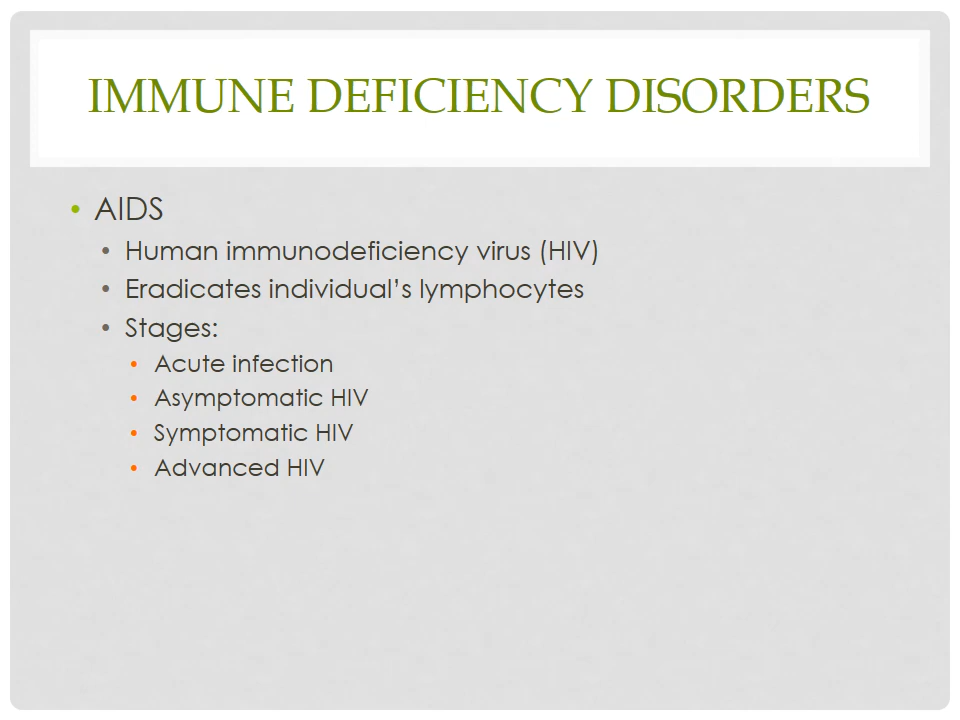 IMMUNE DEFICIENCY DISORDERS
• AIDS
• Human immunodeficiency virus (HIV)
• Eradicates individual’s lymphocytes
• Stages:
• Acute infection
• Asymptomatic HIV
• Symptomatic HIV
• Advanced HIV